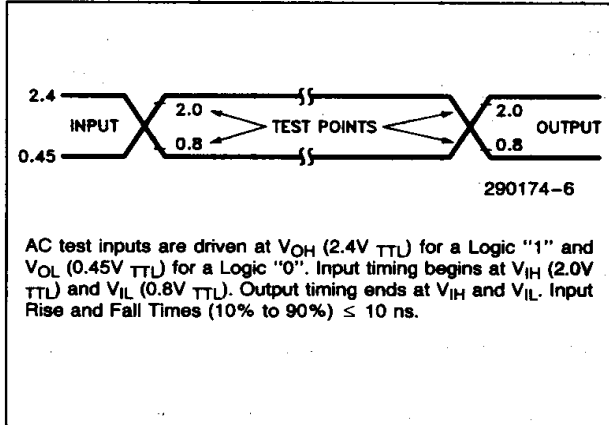 2.4
2.0
2.0
INPUT
TEST POINTS
OUTPUT
0.8
0.8
0.45
290174-6
AC test inputs are driven at VOH (2.4V TTL) for a Logic "1" and
VOL (0.45V TTL) for a Logic "0". Input timing begins at VIH (2.0V
TTL) and VIL (0.8V TTL). Output timing ends at VIH and VIL. Input
Rise and Fall Times (10% to 90%) ≤ 10 ns.